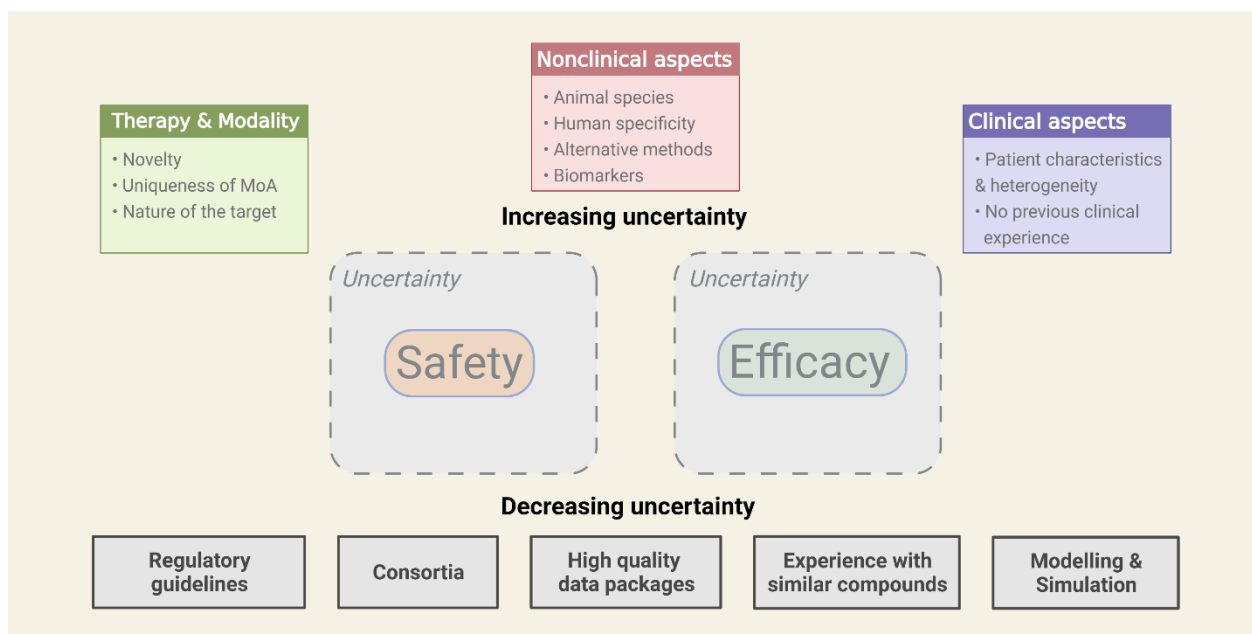 Nonclinical aspects
• Animal species
• Human specificity
• Alternative methods
• Biomarkers
Therapy & Modality
• Novelty
• Uniqueness of MoA
• Nature of the target
Clinical aspects
• Patient characteristics
& heterogeneity
• No previous clinical
experience
Increasing uncertainty
Uncertainty
Safety
Uncertainty
Efficacy
Decreasing uncertainty
Regulatory
guidelines
Consortia
High quality
data packages
Experience with
similar compounds
Modelling &
Simulation